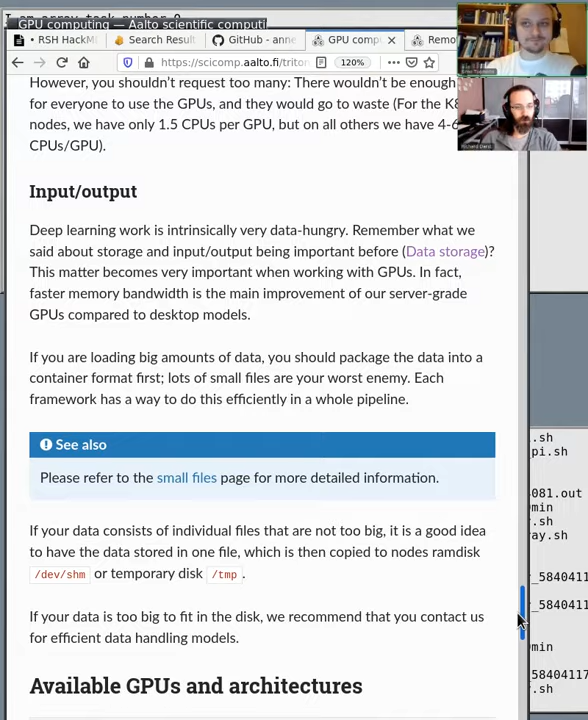 I am array task number 0
GPU computing — Aalto scientific computi
RSH HackM
Search Result
GitHub - anne
GPU compu
Remo
https://scicomp.aalto.fi/triton
120%
However, you shouldn't request too many: There wouldn't be enough
for everyone to use the GPUs, and they would go to waste (For the K8
nodes, we have only 1.5 CPUs per GPU, but on all others we have 4-6
CPUs/GPU).
Input/output
Deep learning work is intrinsically very data-hungry. Remember what we
said about storage and input/output being important before (Data storage)?
This matter becomes very important when working with GPUs. In fact,
faster memory bandwidth is the main improvement of our server-grade
GPUs compared to desktop models.
If you are loading big amounts of data, you should package the data into a
container format first; lots of small files are your worst enemy. Each
framework has a way to do this efficiently in a whole pipeline.
See also
Please refer to the small files page for more detailed information.
If your data consists of individual files that are not too big, it is a good idea
to have the data stored in one file, which is then copied to nodes ramdisk
/dev/shm or temporary disk /tmp .
If your data is too big to fit in the disk, we recommend that you contact us
for efficient data handling models.
Available GPUs and architectures
.sh
pi.sh
081.out
min
r.sh
ay.sh
_5840411
_5840411
min
_58404117
r.sh